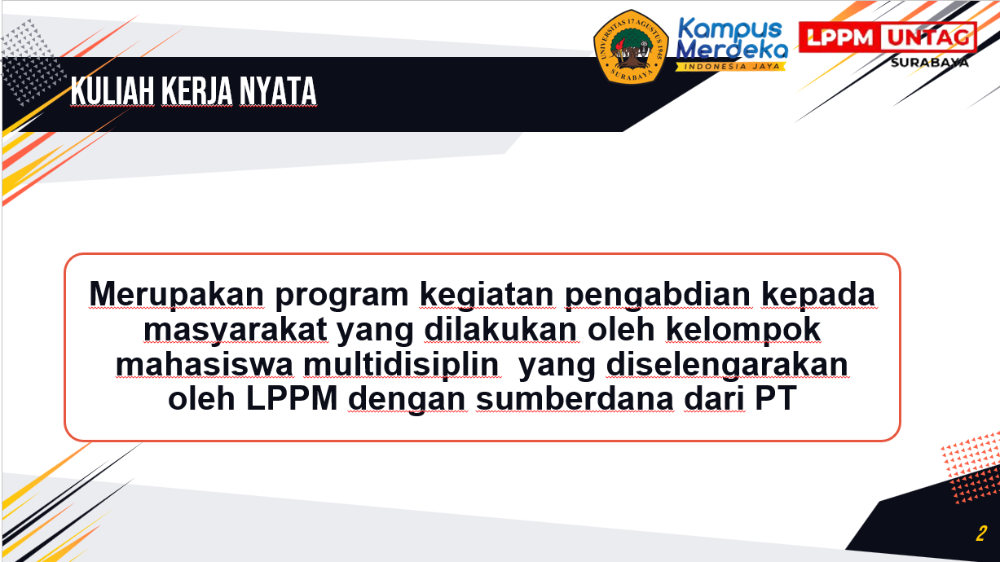 UNIVERSITAS 17 AGUSTUS 1945
SURABAYA
Kampus
Merdeka
INDONESIA JAYA
LPPM UNTAG
SURABAYA
KULIAH KERJA NYATA
Merupakan program kegiatan pengabdian kepada
masyarakat yang dilakukan oleh kelompok
mahasiswa multidisiplin yang diselengarakan
oleh LPPM dengan sumberdana dari PT
2